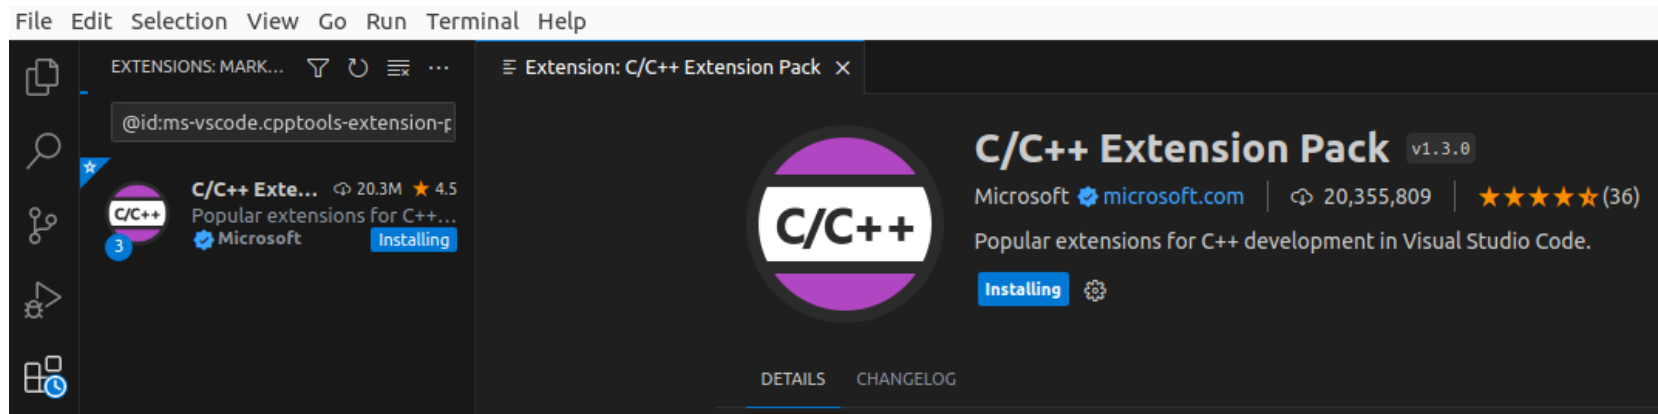 File Edit Selection View Go Run Terminal Help
EXTENSIONS: MARK...
Extension: C/C++ Extension Pack
@id:ms-vscode.cpptools-extension-p
C/C++ Exte... 20.3M 4.5
Popular extensions for C++...
Microsoft Installing
C/C++
3
C/C++
C/C++ Extension Pack v1.3.0
Microsoft microsoft.com 20,355,809 (36)
Popular extensions for C++ development in Visual Studio Code.
Installing
DETAILS CHANGELOG